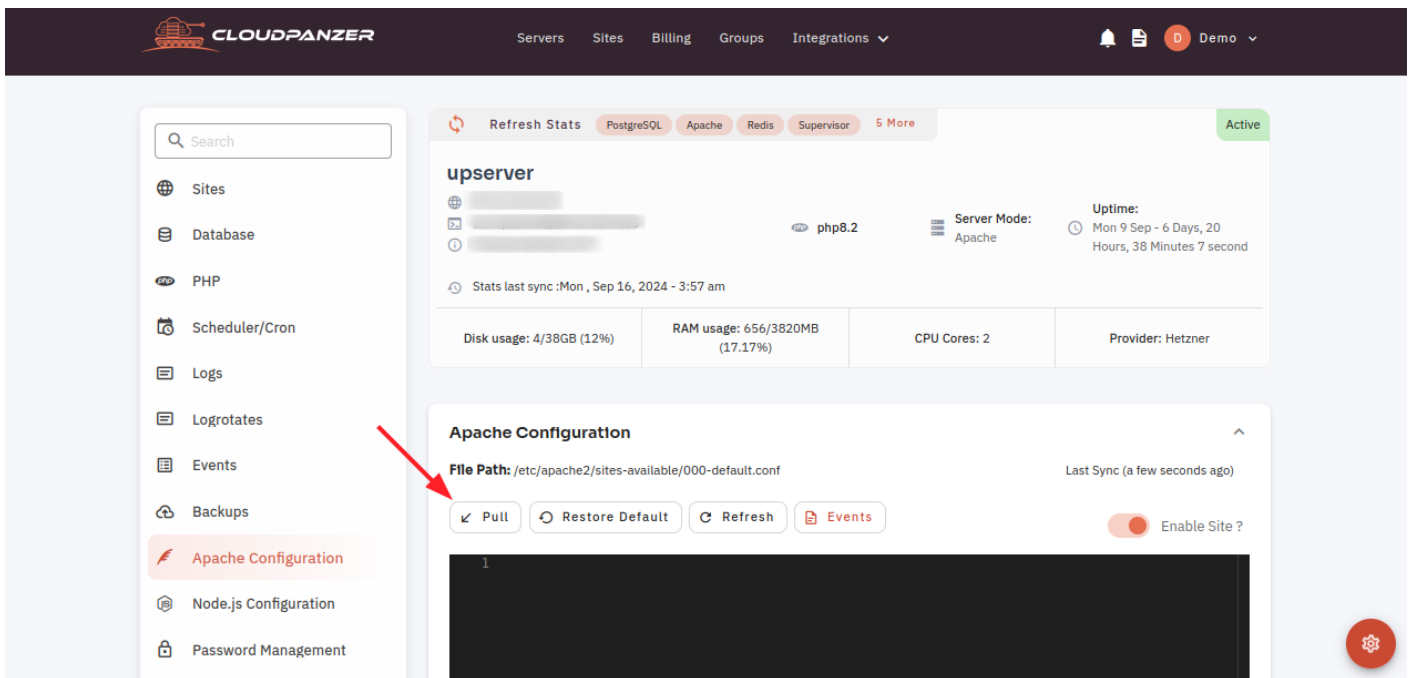 CLOUDPANZER
Servers Sites Billing Groups Integrations
D Demo
Search
Sites
Database
php PHP
Scheduler/Cron
Logs
Logrotates
Events
Backups
Apache Configuration
JS Node.js Configuration
Password Management
Refresh Stats PostgreSQL Apache Redis Supervisor 5 More
Active
upserver
php php8.2
Server Mode:
Apache
Uptime:
Mon 9 Sep - 6 Days, 20
Hours, 38 Minutes 7 second
Stats last sync :Mon , Sep 16, 2024 - 3:57 am
Disk usage: 4/38GB (12%)
RAM usage: 656/3820MB
(17.17%)
CPU Cores: 2
Provider: Hetzner
Apache Configuration
File Path: /etc/apache2/sites-available/000-default.conf
Last Sync (a few seconds ago)
Pull Restore Default Refresh Events
Enable Site ?
1